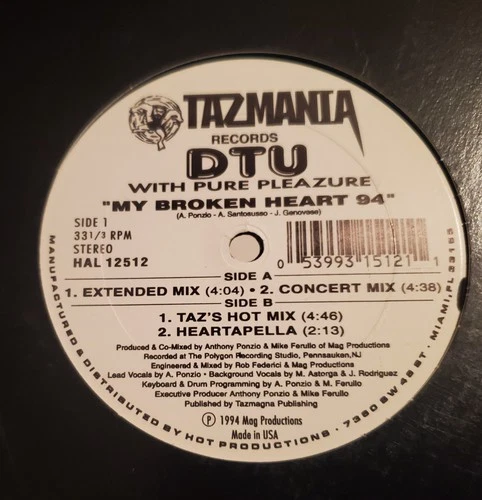 TAZMANIA
RECORDS
DTU
WITH PURE PLEAZURE
"MY BROKEN HEART 94"
(A. Ponzio - A. Santosusso - J. Genovese)
SIDE 1
33 1/3 RPM
STEREO
HAL 12512
0 53993 15121 1
SIDE A
1. EXTENDED MIX (4:04) • 2. CONCERT MIX (4:38)
SIDE B
1. TAZ'S HOT MIX (4:46)
2. HEARTAPELLA (2:13)
Produced & Co-Mixed by Anthony Ponzio & Mike Ferullo of Mag Productions
Recorded at The Polygon Recording Studio, Pennsauken,NJ
Engineered & Mixed by Rob Federici & Mag Productions
Lead Vocals by A. Ponzio • Background Vocals by M. Astorga & J. Rodriguez
Keyboard & Drum Programming by A. Ponzio & M. Ferullo
Executive Producer Anthony Ponzio & Mike Ferullo
Published by Tazmagna Publishing
Ⓟ 1994 Mag Productions
Made in USA
MANUFACTURED & DISTRIBUTED BY HOT PRODUCTIONS • 7350 SW 48 ST • MIAMI, FL 33155